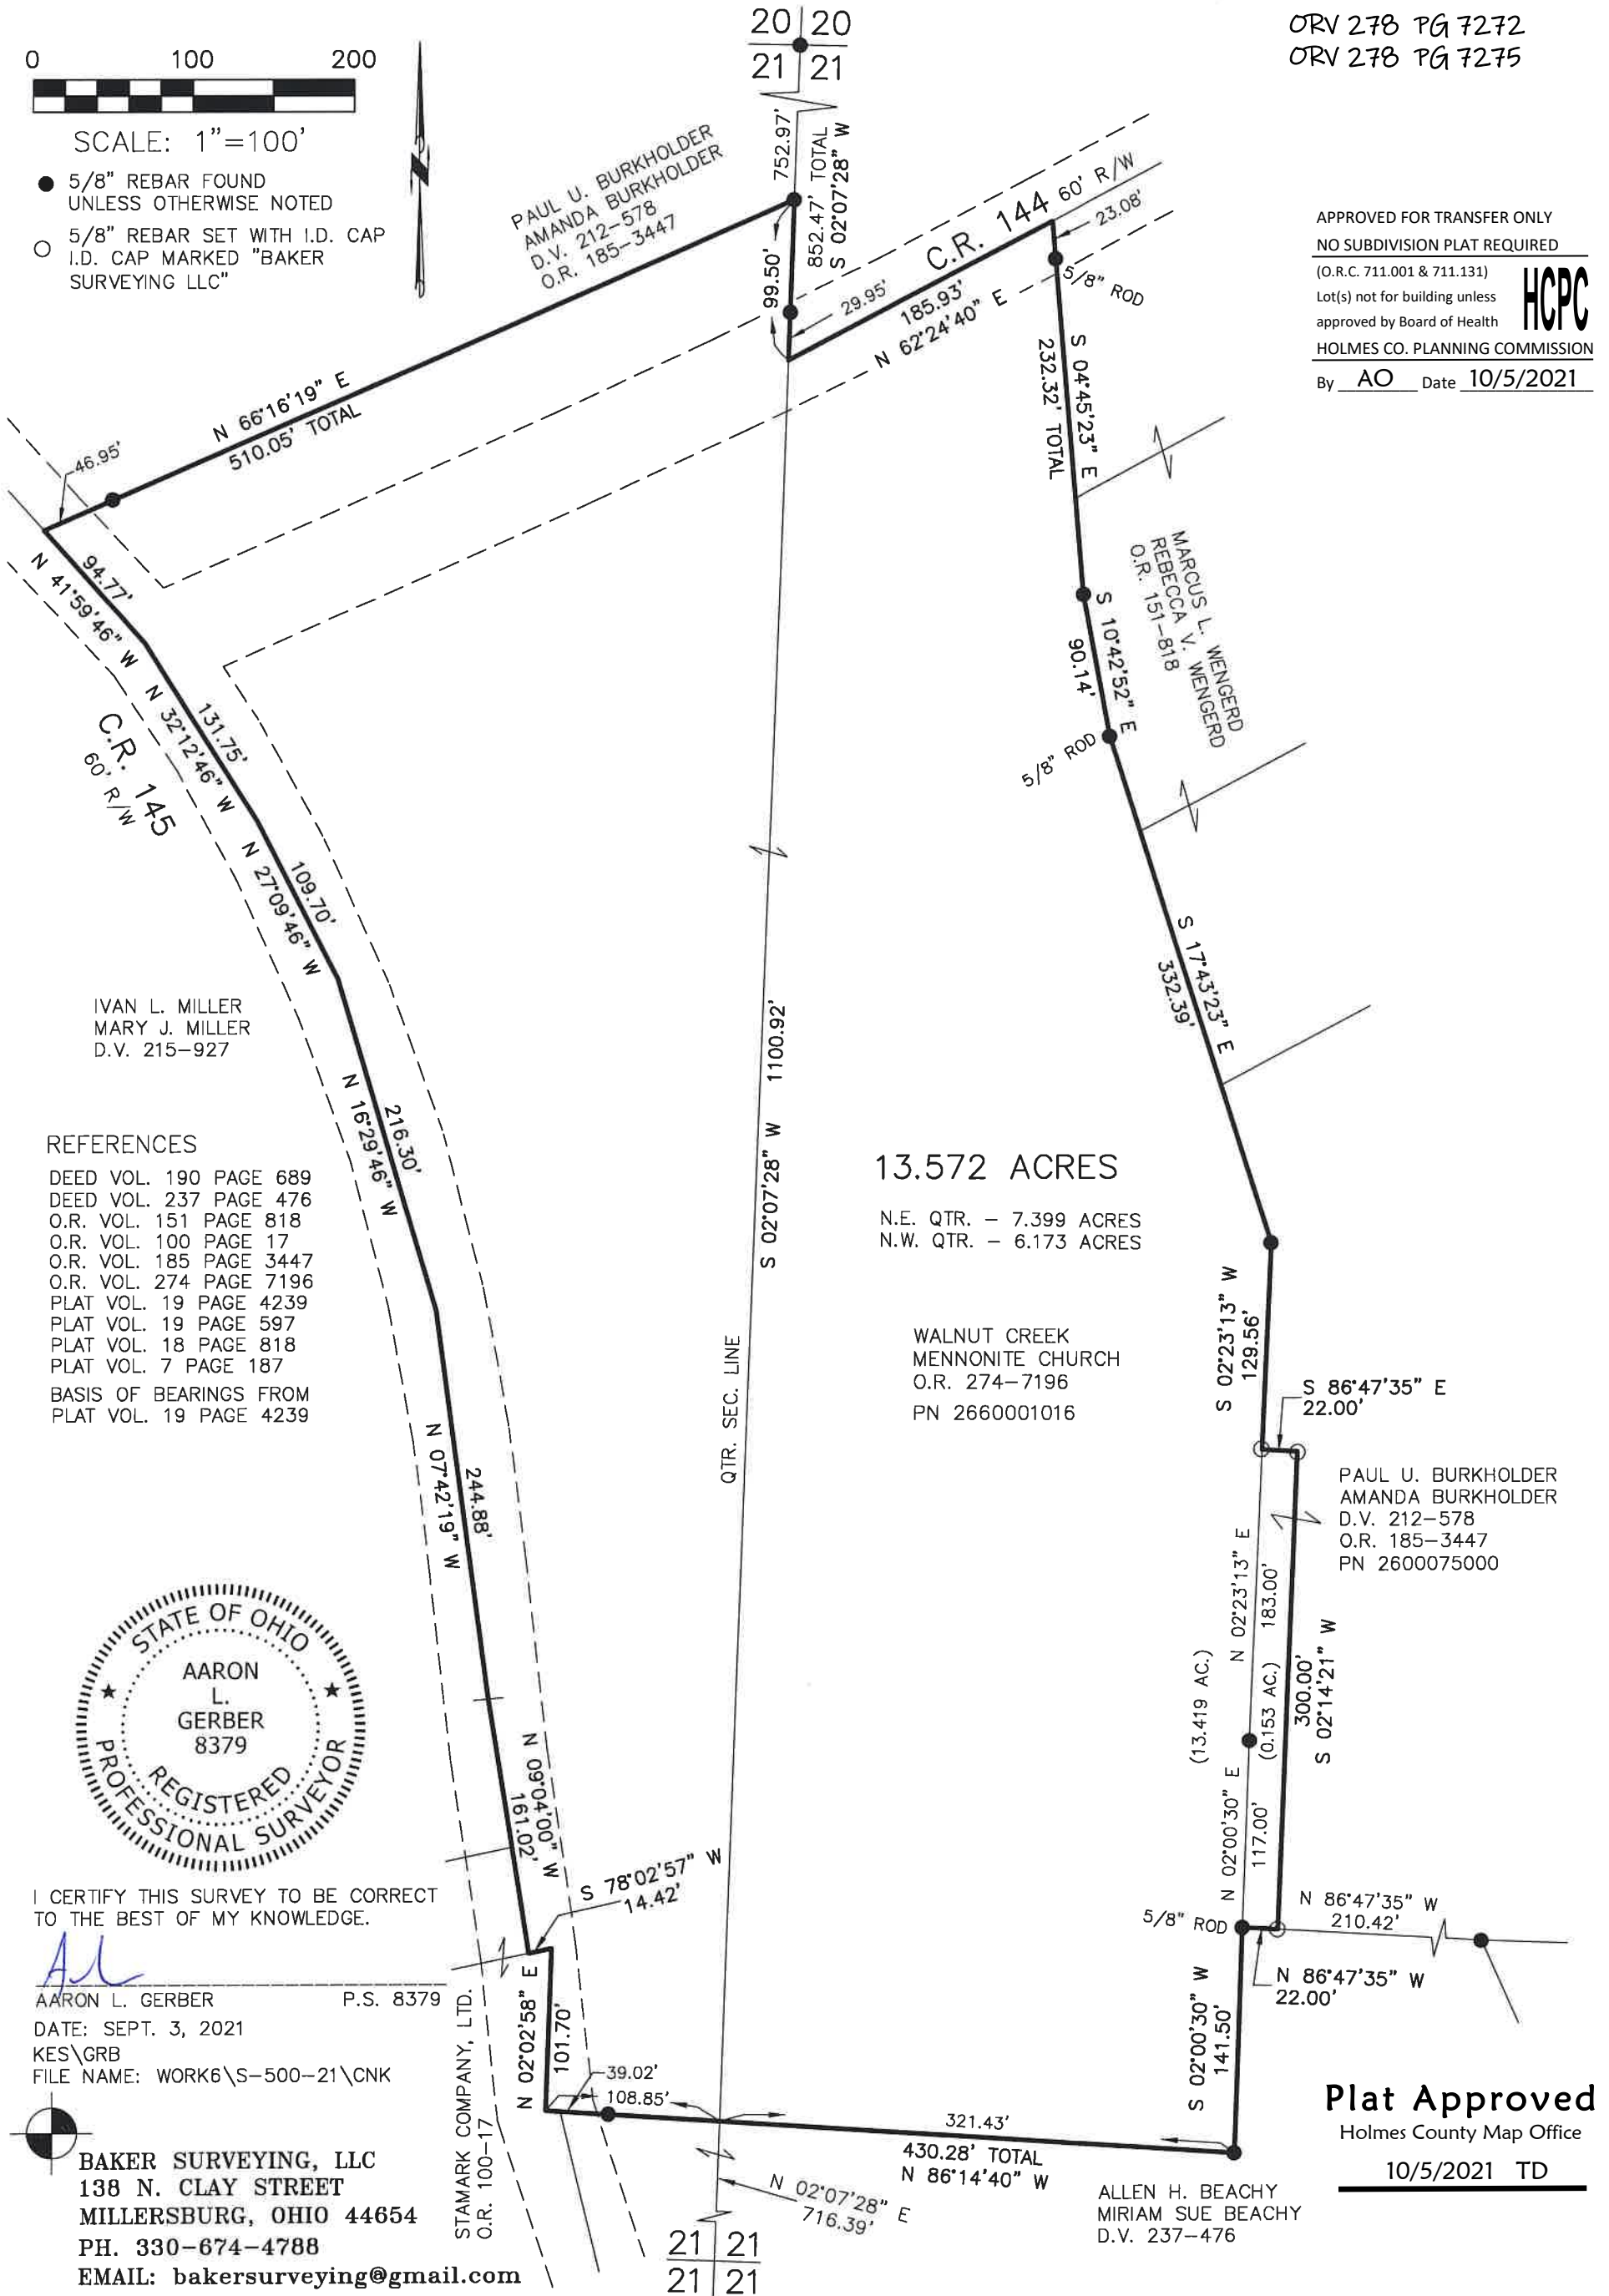 ORV 278 PG 7272
ORV 278 PG 7275
0 100 200
SCALE: 1"=100'
5/8" REBAR FOUND
UNLESS OTHERWISE NOTED
5/8" REBAR SET WITH I.D. CAP
I.D. CAP MARKED "BAKER
SURVEYING LLC"
20 20
21 21
752.97'
852.47' TOTAL
S 02°07'28" W
99.50'
PAUL U. BURKHOLDER
AMANDA BURKHOLDER
D.V. 212-578
O.R. 185-3447
C.R. 144 60' R/W
23.08'
5/8" ROD
29.95'
185.93'
N 62°24'40" E
APPROVED FOR TRANSFER ONLY
NO SUBDIVISION PLAT REQUIRED
(O.R.C. 711.001 & 711.131)
Lot(s) not for building unless
approved by Board of Health
HCPC
HOLMES CO. PLANNING COMMISSION
By AO Date 10/5/2021
N 66°16'19" E
510.05' TOTAL
46.95'
S 04°45'23" E
232.32' TOTAL
94.77'
N 41°59'46" W
131.75'
N 32°12'46" W
C.R. 145
60' R/W
109.70'
N 27°09'46" W
MARCUS L. WENGERD
REBECCA V. WENGERD
O.R. 151-818
S 10°42'52" E
90.14'
5/8" ROD
S 17°43'23" E
332.39'
IVAN L. MILLER
MARY J. MILLER
D.V. 215-927
216.30'
N 16°29'46" W
S 02°07'28" W 1100.92'
QTR. SEC. LINE
REFERENCES
DEED VOL. 190 PAGE 689
DEED VOL. 237 PAGE 476
O.R. VOL. 151 PAGE 818
O.R. VOL. 100 PAGE 17
O.R. VOL. 185 PAGE 3447
O.R. VOL. 274 PAGE 7196
PLAT VOL. 19 PAGE 4239
PLAT VOL. 19 PAGE 597
PLAT VOL. 18 PAGE 818
PLAT VOL. 7 PAGE 187
BASIS OF BEARINGS FROM
PLAT VOL. 19 PAGE 4239
13.572 ACRES
N.E. QTR. - 7.399 ACRES
N.W. QTR. - 6.173 ACRES
WALNUT CREEK
MENNONITE CHURCH
O.R. 274-7196
PN 2660001016
S 02°23'13" W
129.56'
S 86°47'35" E
22.00'
PAUL U. BURKHOLDER
AMANDA BURKHOLDER
D.V. 212-578
O.R. 185-3447
PN 2600075000
244.88'
N 07°42'19" W
N 02°23'13" E
183.00'
(13.419 AC.)
(0.153 AC.)
300.00'
S 02°14'21" W
N 02°00'30" E
117.00'
STATE OF OHIO
AARON
L.
GERBER
8379
REGISTERED
PROFESSIONAL SURVEYOR
N 09°04'00" W
161.02'
S 78°02'57" W
14.42'
5/8" ROD
N 86°47'35" W
210.42'
N 86°47'35" W
22.00'
I CERTIFY THIS SURVEY TO BE CORRECT
TO THE BEST OF MY KNOWLEDGE.
AARON L. GERBER P.S. 8379
DATE: SEPT. 3, 2021
KES\GRB
FILE NAME: WORK6\S-500-21\CNK
N 02°02'58" E
101.70'
STAMARK COMPANY, LTD.
O.R. 100-17
39.02'
108.85'
S 02°00'30" W
141.50'
321.43'
430.28' TOTAL
N 86°14'40" W
N 02°07'28" E
716.39'
ALLEN H. BEACHY
MIRIAM SUE BEACHY
D.V. 237-476
Plat Approved
Holmes County Map Office
10/5/2021 TD
BAKER SURVEYING, LLC
138 N. CLAY STREET
MILLERSBURG, OHIO 44654
PH. 330-674-4788
EMAIL: bakersurveying@gmail.com
21 21
21 21